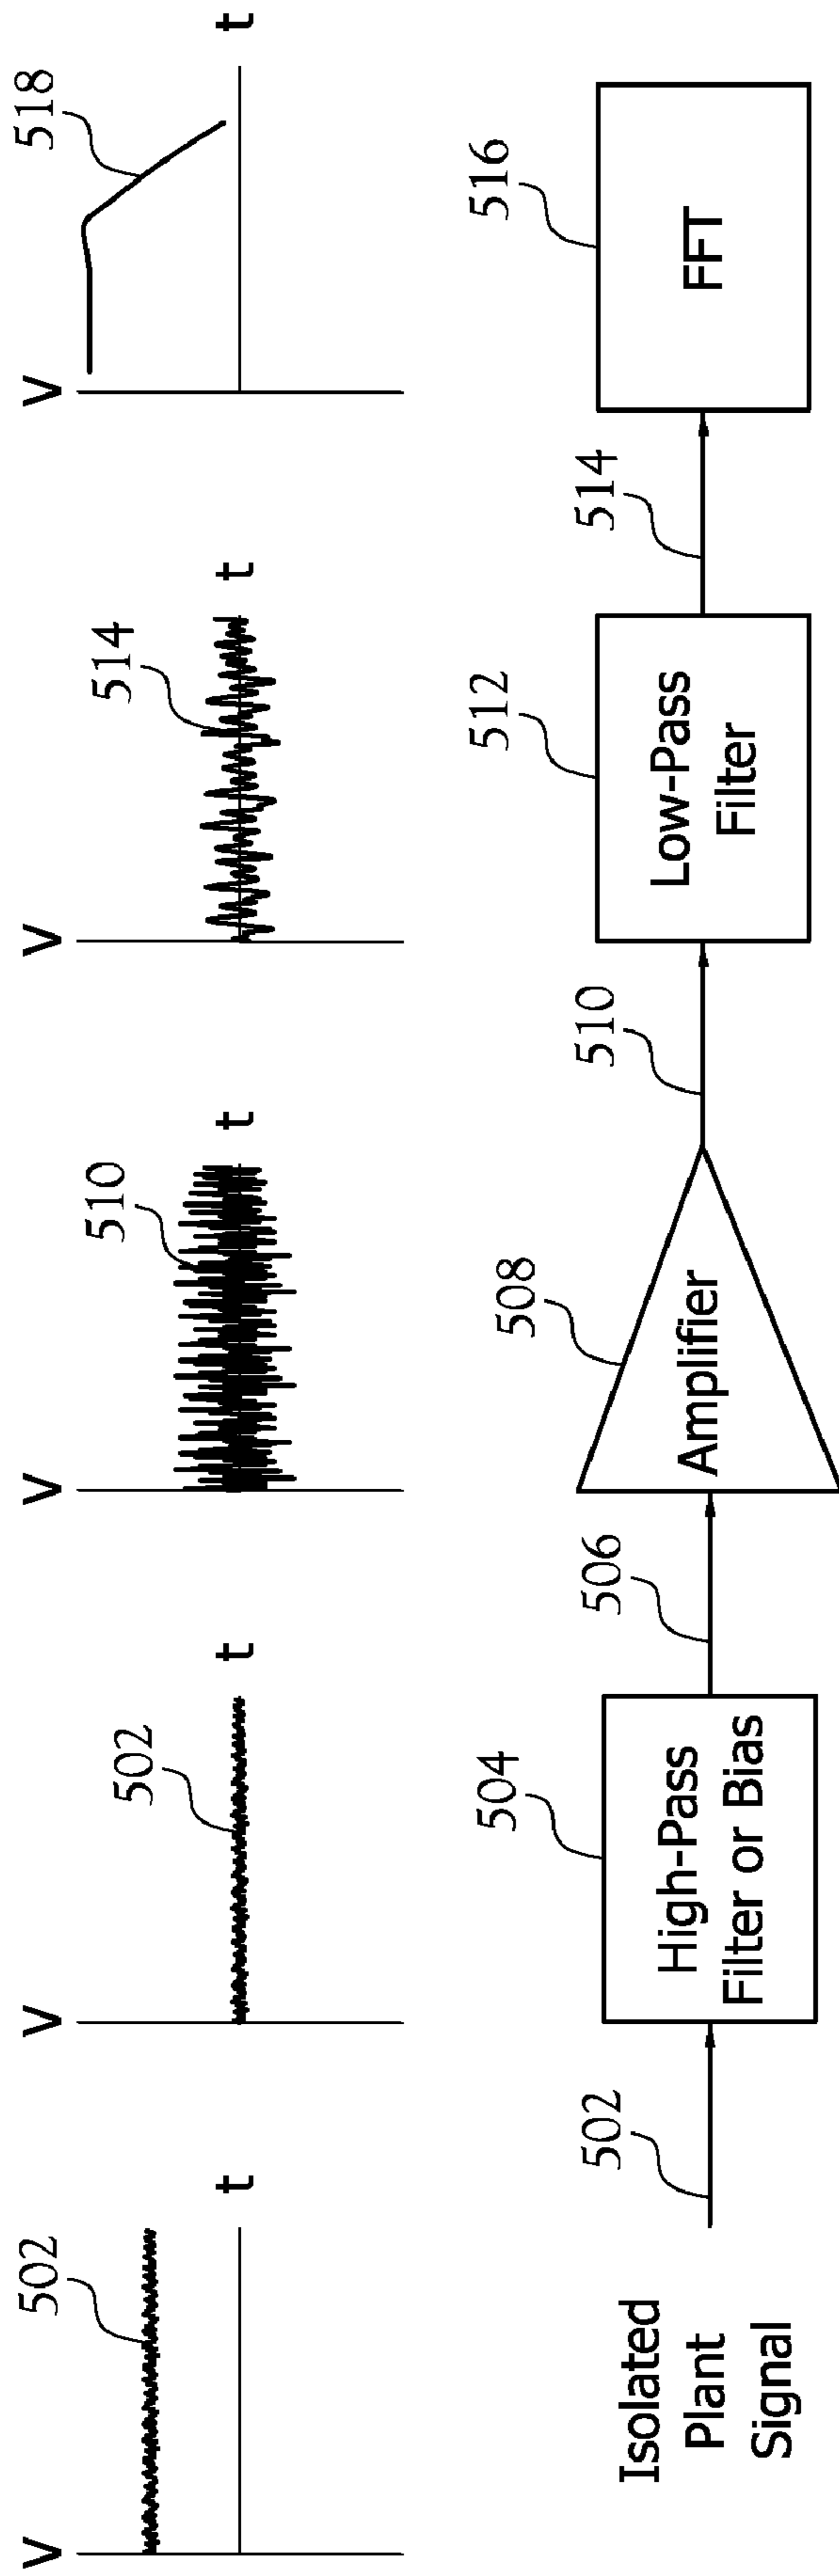 V
502
t
V
502
t
V
510
t
V
514
t
V
518
t
Isolated
Plant
Signal
502
504
High-Pass
Filter or Bias
506
508
Amplifier
510
512
Low-Pass
Filter
514
516
FFT